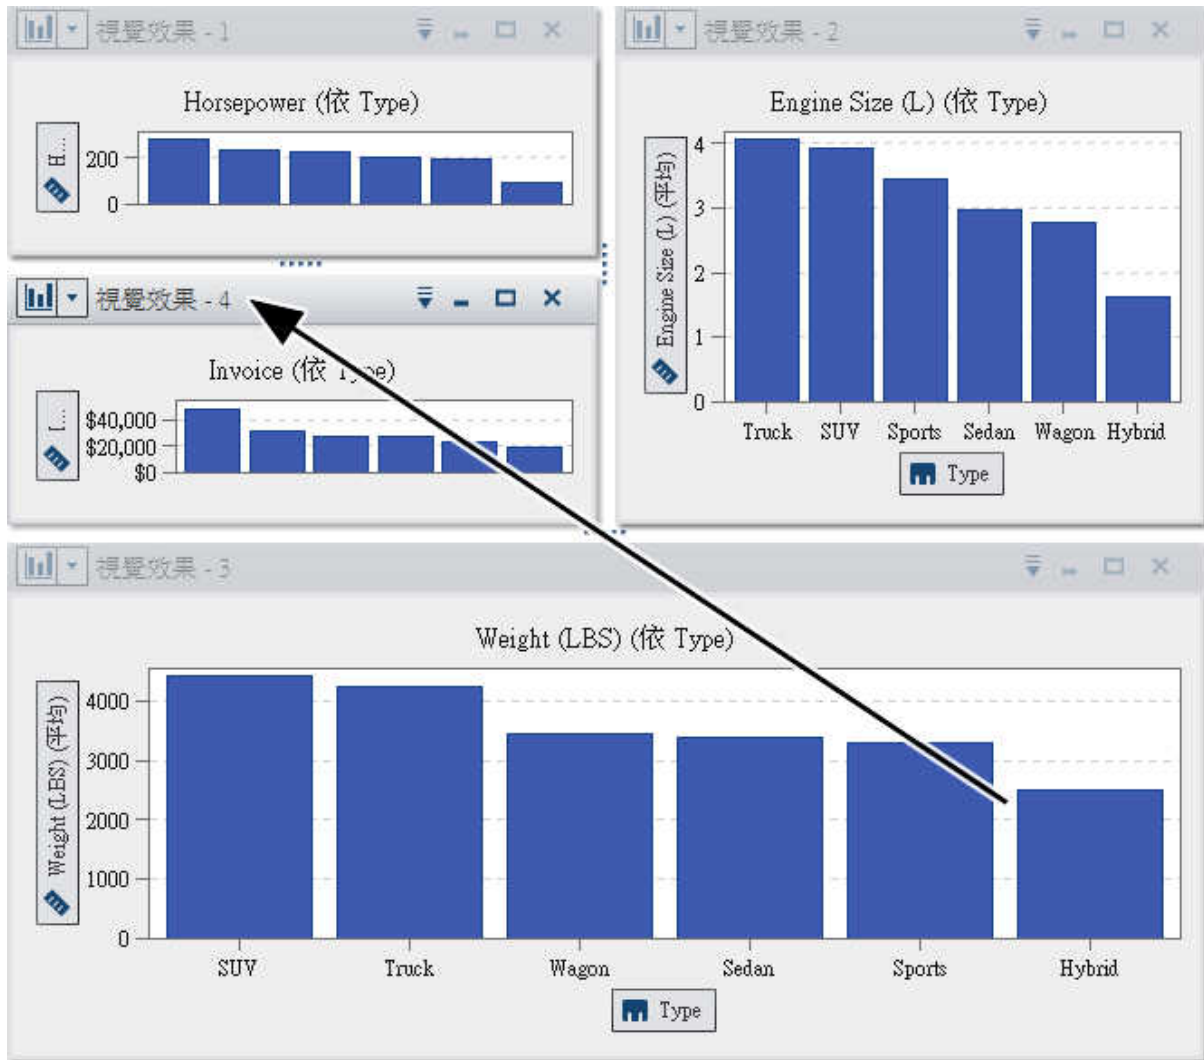 視覺效果 - 1
Horsepower (依 Type)
H...
200
0
視覺效果 - 2
Engine Size (L) (依 Type)
Engine Size (L) (平均)
4
3
2
1
0
Truck SUV Sports Sedan Wagon Hybrid
Type
視覺效果 - 4
Invoice (依 Type)
I...
$40,000
$20,000
$0
視覺效果 - 3
Weight (LBS) (依 Type)
Weight (LBS) (平均)
4000
3000
2000
1000
0
SUV Truck Wagon Sedan Sports Hybrid
Type